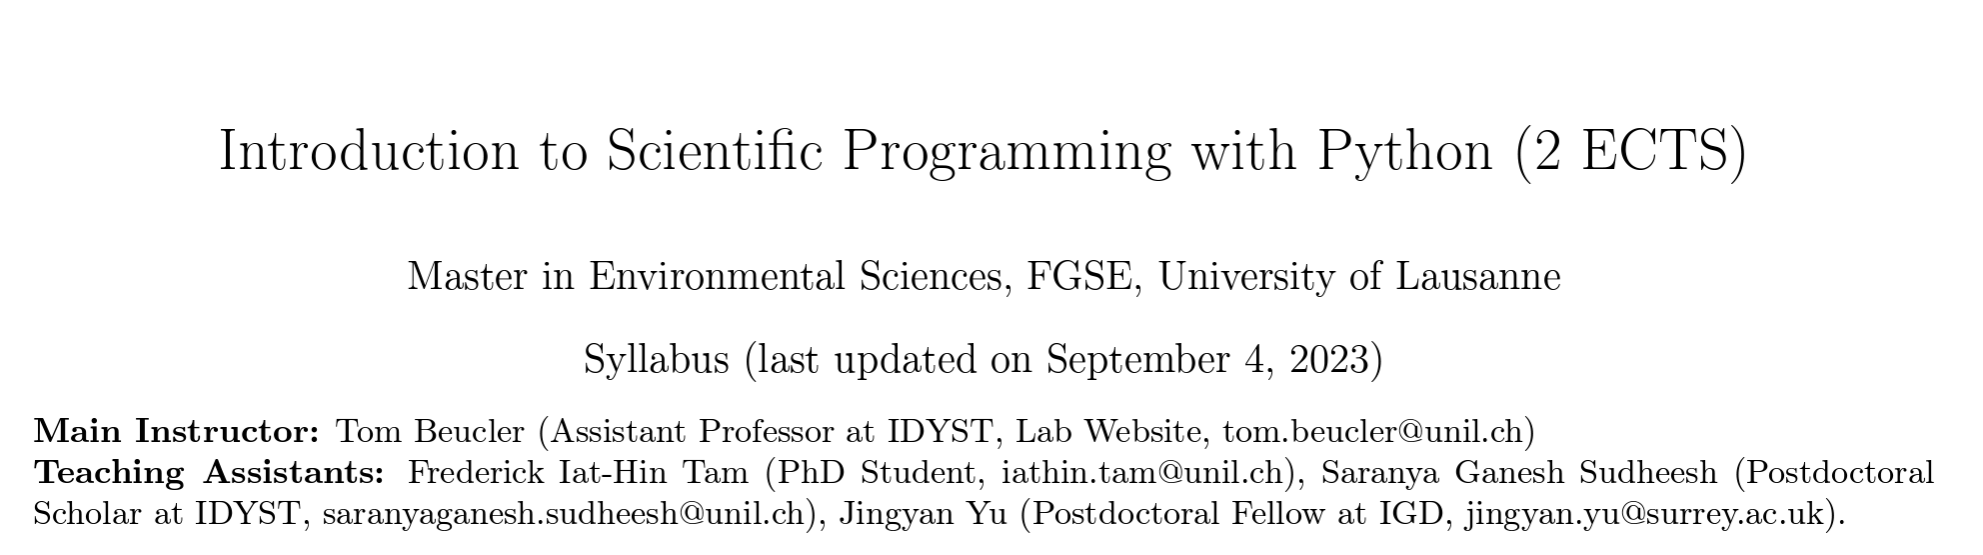 Introduction to Scientific Programming with Python (2 ECTS)
Master in Environmental Sciences, FGSE, University of Lausanne
Syllabus (last updated on September 4, 2023)
Main Instructor: Tom Beucler (Assistant Professor at IDYST, Lab Website, tom.beucler@unil.ch)
Teaching Assistants: Frederick Iat-Hin Tam (PhD Student, iathin.tam@unil.ch), Saranya Ganesh Sudheesh (Postdoctoral
Scholar at IDYST, saranyaganesh.sudheesh@unil.ch), Jingyan Yu (Postdoctoral Fellow at IGD, jingyan.yu@surrey.ac.uk).